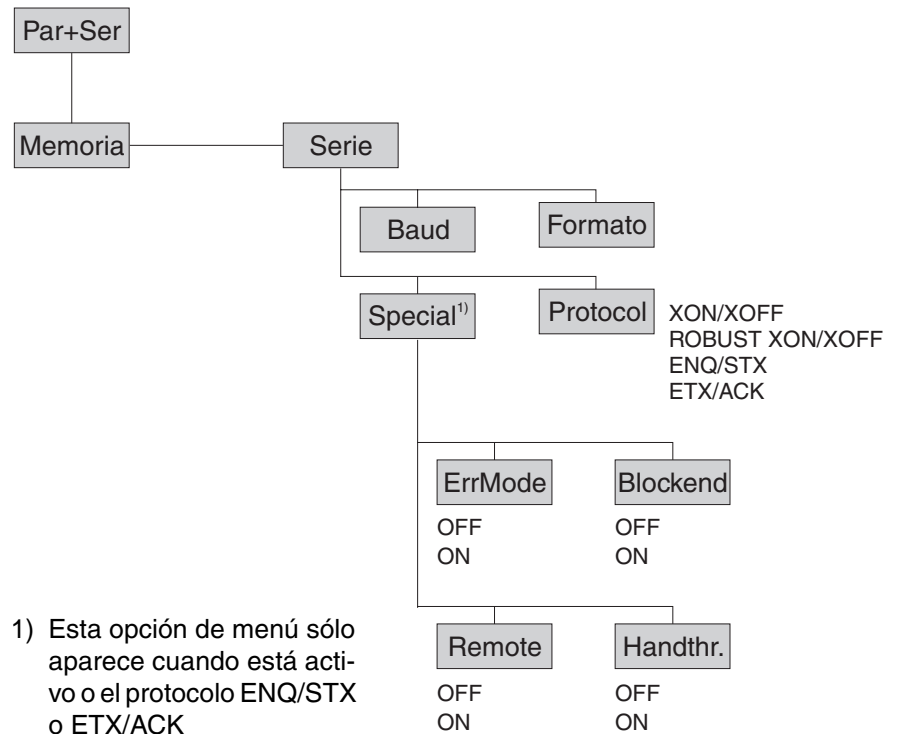 Par+Ser
Memoria
Serie
Baud
Formato
Special1)
Protocol
XON/XOFF
ROBUST XON/XOFF
ENQ/STX
ETX/ACK
ErrMode
OFF
ON
Blockend
OFF
ON
Remote
OFF
ON
Handthr.
OFF
ON
1) Esta opción de menú sólo
aparece cuando está acti-
vo o el protocolo ENQ/STX
o ETX/ACK